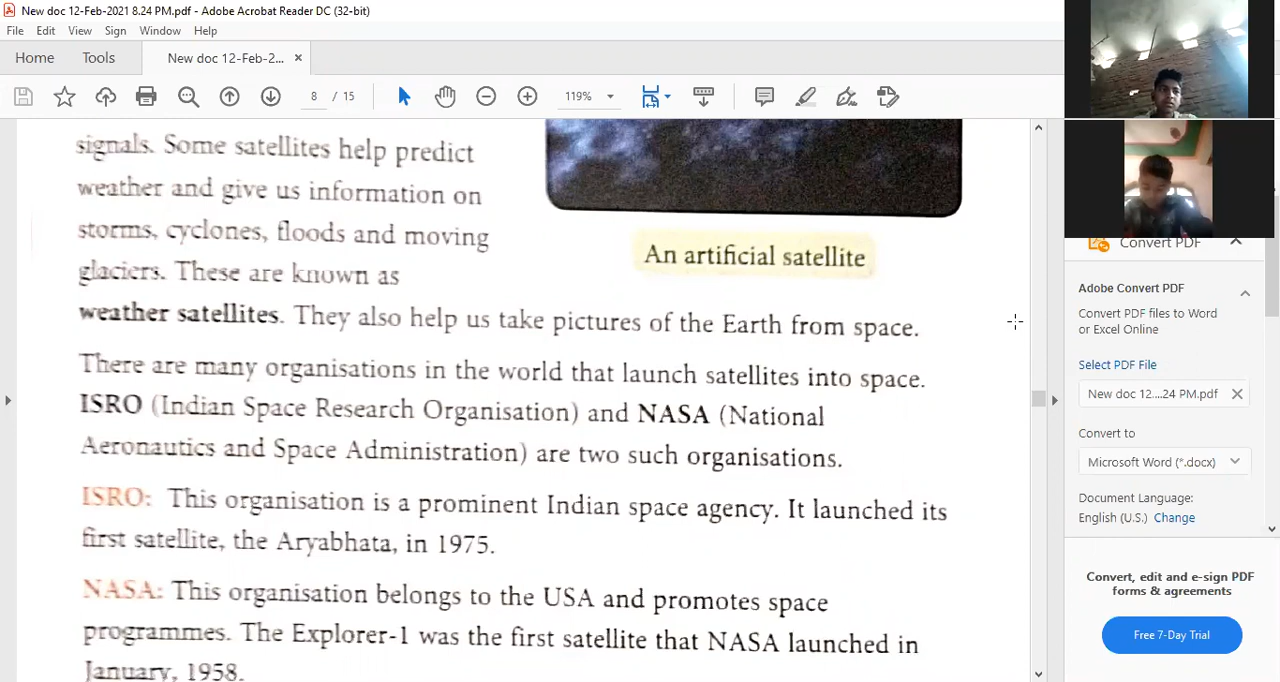 New doc 12-Feb-2021 8.24 PM.pdf - Adobe Acrobat Reader DC (32-bit)
File Edit View Sign Window Help
Home Tools New doc 12-Feb-2... ×
8 / 15 119%
signals. Some satellites help predict
weather and give us information on
storms, cyclones, floods and moving
glaciers. These are known as
weather satellites. They also help us take pictures of the Earth from space.
An artificial satellite
There are many organisations in the world that launch satellites into space.
ISRO (Indian Space Research Organisation) and NASA (National
Aeronautics and Space Administration) are two such organisations.
ISRO: This organisation is a prominent Indian space agency. It launched its
first satellite, the Aryabhata, in 1975.
NASA: This organisation belongs to the USA and promotes space
programmes. The Explorer-1 was the first satellite that NASA launched in
January, 1958.
Convert PDF
Adobe Convert PDF
Convert PDF files to Word
or Excel Online
Select PDF File
New doc 12....24 PM.pdf
Convert to
Microsoft Word (*.docx)
Document Language:
English (U.S.) Change
Convert, edit and e-sign PDF
forms & agreements
Free 7-Day Trial